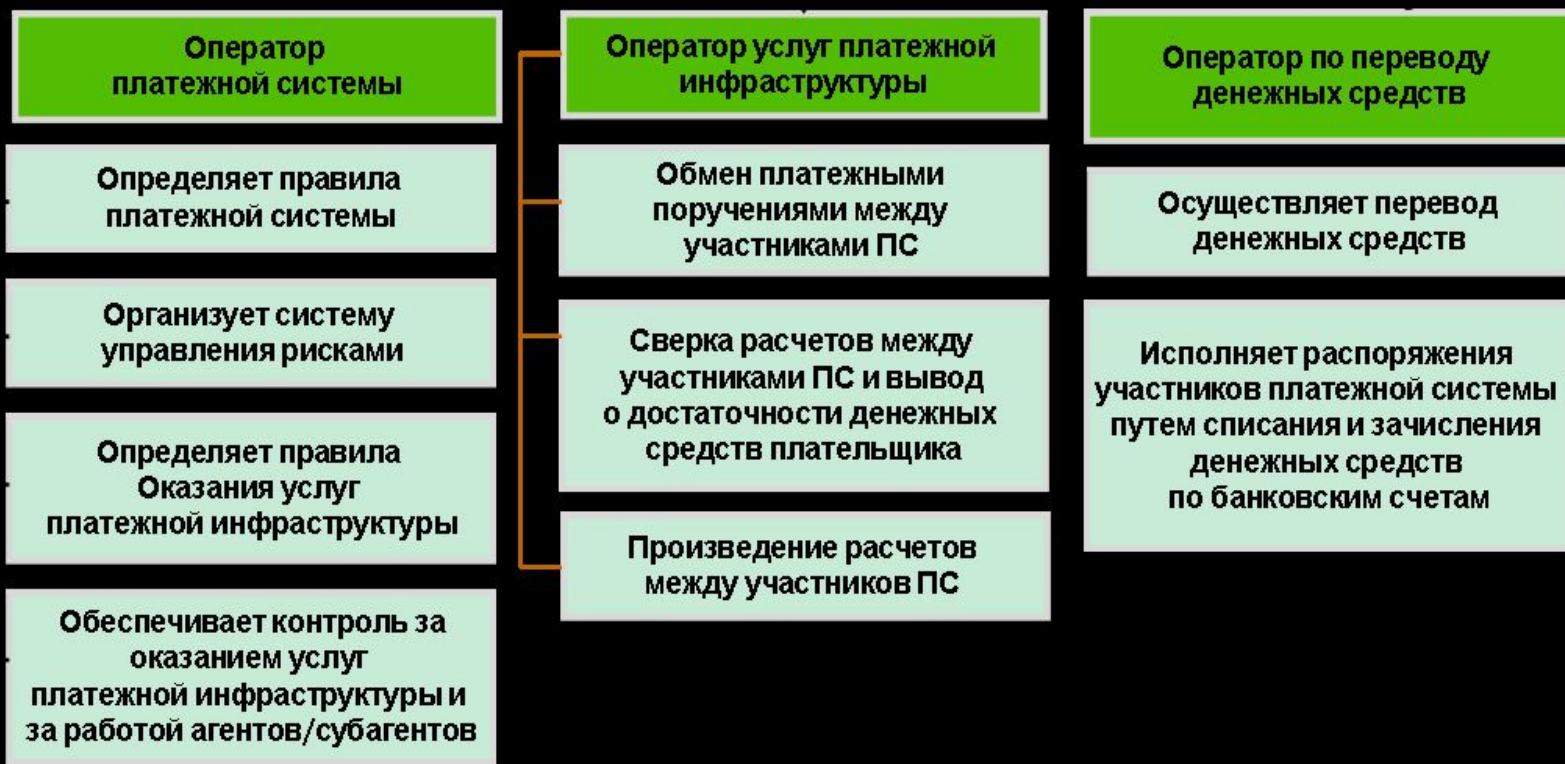 Оператор
платежной системы
Определяет правила
платежной системы
Организует систему
управления рисками
Определяет правила
Оказания услуг
платежной инфраструктуры
Обеспечивает контроль за
оказанием услуг
платежной инфраструктуры и
за работой агентов/субагентов
Оператор услуг платежной
инфраструктуры
Обмен платежными
поручениями между
участниками ПС
Сверка расчетов между
участниками ПС и вывод
о достаточности денежных
средств плательщика
Произведение расчетов
между участников ПС
Оператор по переводу
денежных средств
Осуществляет перевод
денежных средств
Исполняет распоряжения
участников платежной системы
путем списания и зачисления
денежных средств
по банковским счетам